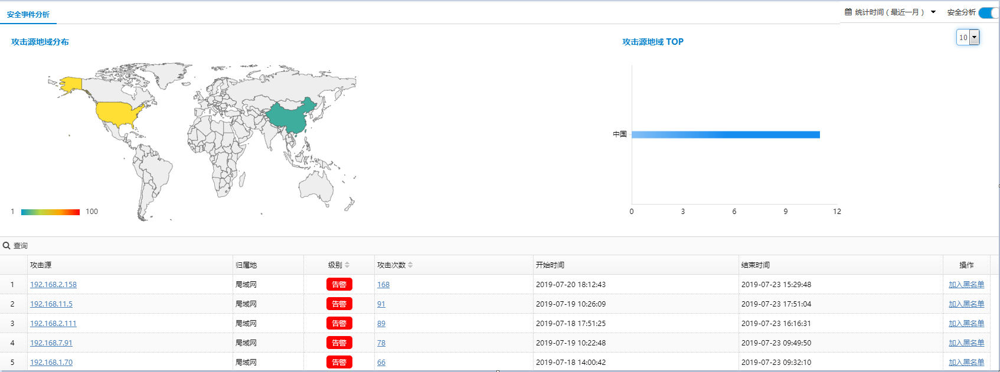 安全事件分析
统计时间 ( 最近一月 )
安全分析
攻击源地域分布
攻击源地域 TOP
10
中国
1
100
0 3 6 9 12
查询
攻击源 归属地 级别 攻击次数 开始时间 结束时间 操作
1 192.168.2.158 局域网 告警 168 2019-07-20 18:12:43 2019-07-23 15:29:48 加入黑名单
2 192.168.11.5 局域网 告警 91 2019-07-19 10:26:09 2019-07-23 17:51:04 加入黑名单
3 192.168.2.111 局域网 告警 89 2019-07-18 17:51:25 2019-07-23 16:16:31 加入黑名单
4 192.168.7.91 局域网 告警 78 2019-07-19 10:22:48 2019-07-23 09:49:50 加入黑名单
5 192.168.1.70 局域网 告警 66 2019-07-18 14:00:42 2019-07-23 09:32:10 加入黑名单